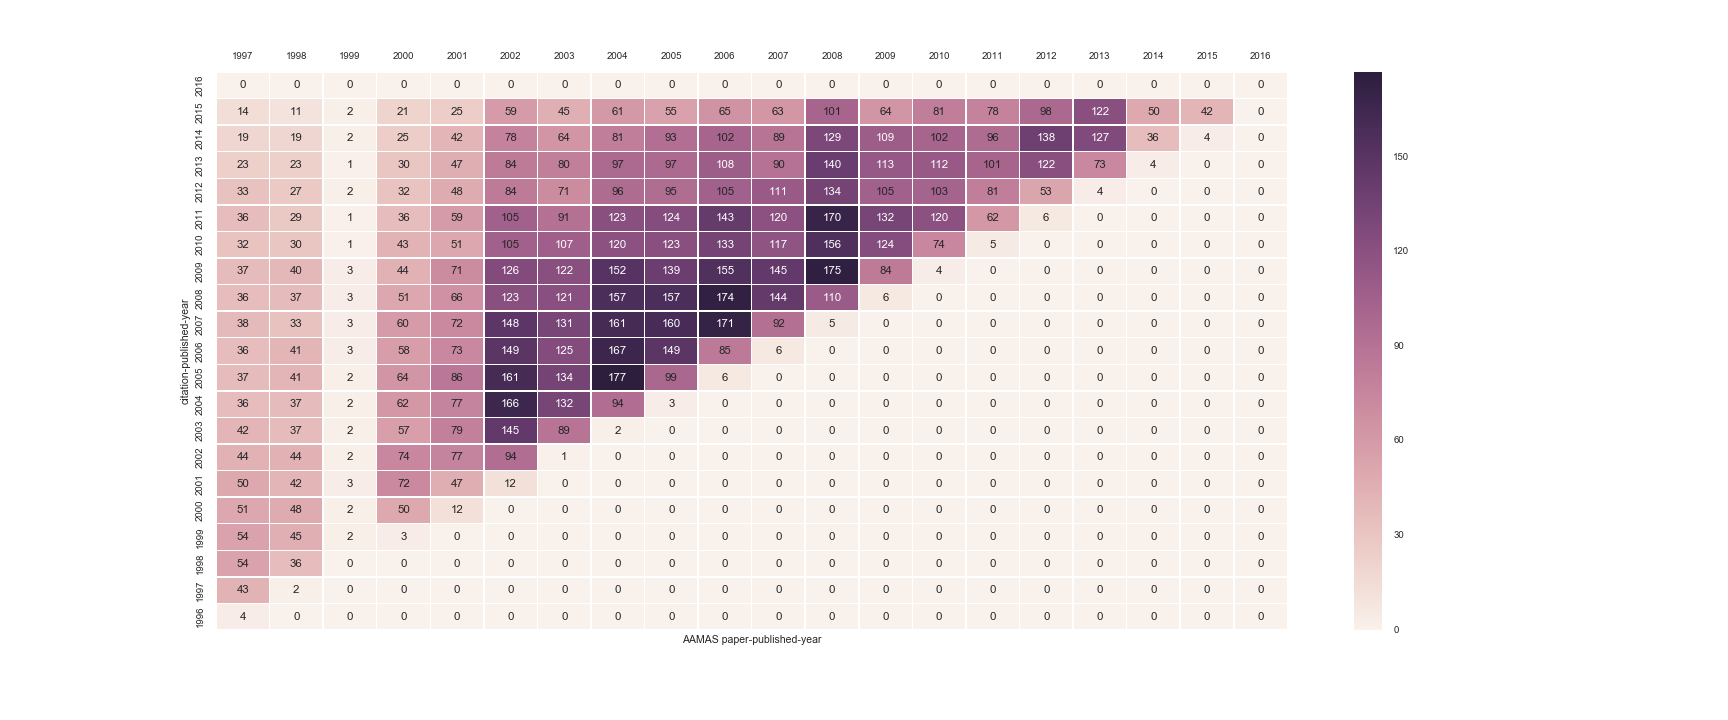 1997 1998 1999 2000 2001 2002 2003 2004 2005 2006 2007 2008 2009 2010 2011 2012 2013 2014 2015 2016
2016 0 0 0 0 0 0 0 0 0 0 0 0 0 0 0 0 0 0 0 0
2015 14 11 2 21 25 59 45 61 55 65 63 101 64 81 78 98 122 50 42 0
2014 19 19 2 25 42 78 64 81 93 102 89 129 109 102 96 138 127 36 4 0
2013 23 23 1 30 47 84 80 97 97 108 90 140 113 112 101 122 73 4 0 0
2012 33 27 2 32 48 84 71 96 95 105 111 134 105 103 81 53 4 0 0 0
2011 36 29 1 36 59 105 91 123 124 143 120 170 132 120 62 6 0 0 0 0
2010 32 30 1 43 51 105 107 120 123 133 117 156 124 74 5 0 0 0 0 0
2009 37 40 3 44 71 126 122 152 139 155 145 175 84 4 0 0 0 0 0 0
2008 36 37 3 51 66 123 121 157 157 174 144 110 6 0 0 0 0 0 0 0
2007 38 33 3 60 72 148 131 161 160 171 92 5 0 0 0 0 0 0 0 0
2006 36 41 3 58 73 149 125 167 149 85 6 0 0 0 0 0 0 0 0 0
2005 37 41 2 64 86 161 134 177 99 6 0 0 0 0 0 0 0 0 0 0
2004 36 37 2 62 77 166 132 94 3 0 0 0 0 0 0 0 0 0 0 0
2003 42 37 2 57 79 145 89 2 0 0 0 0 0 0 0 0 0 0 0 0
2002 44 44 2 74 77 94 1 0 0 0 0 0 0 0 0 0 0 0 0 0
2001 50 42 3 72 47 12 0 0 0 0 0 0 0 0 0 0 0 0 0 0
2000 51 48 2 50 12 0 0 0 0 0 0 0 0 0 0 0 0 0 0 0
1999 54 45 2 3 0 0 0 0 0 0 0 0 0 0 0 0 0 0 0 0
1998 54 36 0 0 0 0 0 0 0 0 0 0 0 0 0 0 0 0 0 0
1997 43 2 0 0 0 0 0 0 0 0 0 0 0 0 0 0 0 0 0 0
1996 4 0 0 0 0 0 0 0 0 0 0 0 0 0 0 0 0 0 0 0
citation-published-year
AAMAS paper-published-year
150
120
90
60
30
0